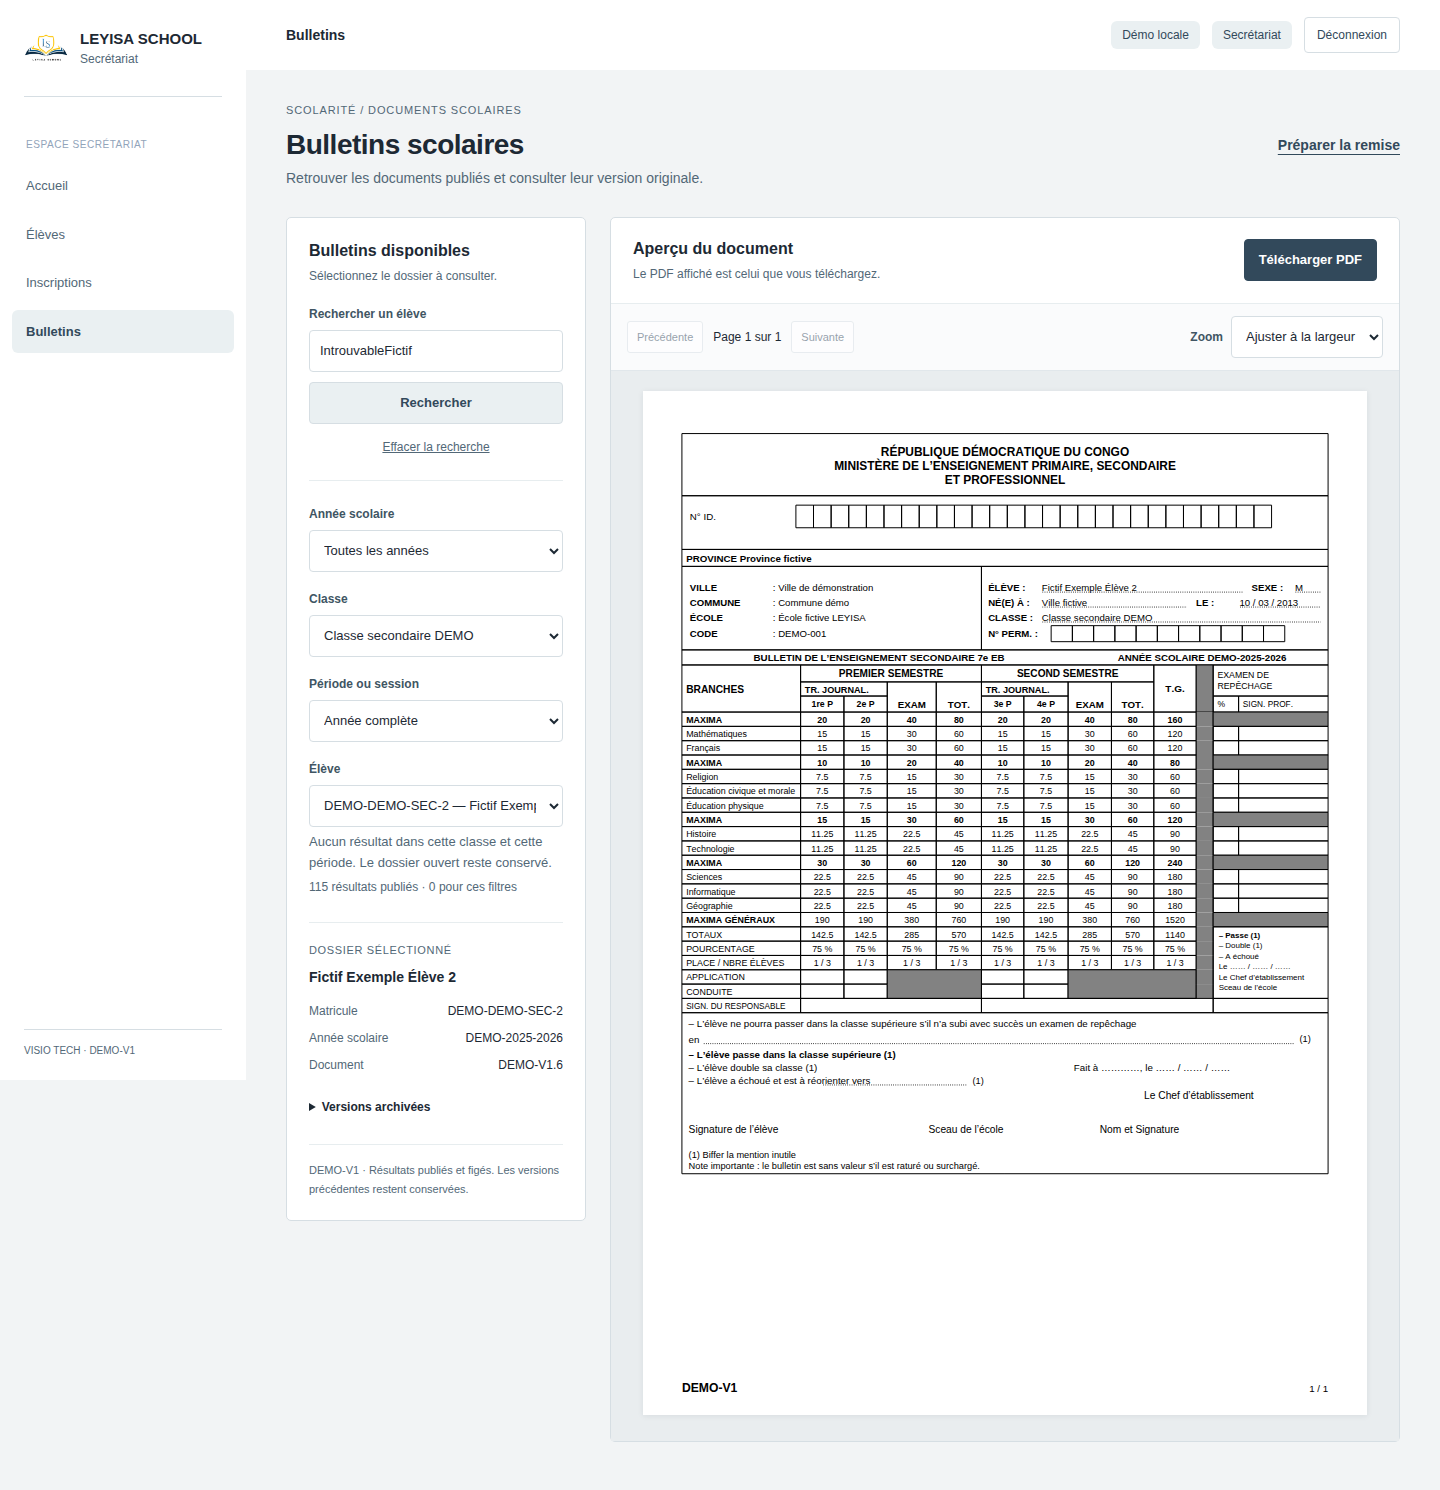 LEYISA SCHOOL
Secrétariat
ESPACE SECRÉTARIAT
Accueil
Élèves
Inscriptions
Bulletins
VISIO TECH · DEMO-V1
Bulletins
Démo locale
Secrétariat
Déconnexion
SCOLARITÉ / DOCUMENTS SCOLAIRES
Bulletins scolaires
Préparer la remise
Retrouver les documents publiés et consulter leur version originale.
Bulletins disponibles
Sélectionnez le dossier à consulter.
Rechercher un élève
IntrouvableFictif
Rechercher
Effacer la recherche
Année scolaire
Toutes les années
Classe
Classe secondaire DEMO
Période ou session
Année complète
Élève
DEMO-DEMO-SEC-2 — Fictif Exemp
Aucun résultat dans cette classe et cette
période. Le dossier ouvert reste conservé.
115 résultats publiés · 0 pour ces filtres
DOSSIER SÉLECTIONNÉ
Fictif Exemple Élève 2
Matricule DEMO-DEMO-SEC-2
Année scolaire DEMO-2025-2026
Document DEMO-V1.6
Versions archivées
DEMO-V1 · Résultats publiés et figés. Les versions
précédentes restent conservées.
Aperçu du document
Le PDF affiché est celui que vous téléchargez.
Télécharger PDF
Précédente Page 1 sur 1 Suivante
Zoom Ajuster à la largeur
RÉPUBLIQUE DÉMOCRATIQUE DU CONGO
MINISTÈRE DE L'ENSEIGNEMENT PRIMAIRE, SECONDAIRE
ET PROFESSIONNEL
N° ID.
PROVINCE Province fictive
VILLE : Ville de démonstration
COMMUNE : Commune démo
ÉCOLE : École fictive LEYISA
CODE : DEMO-001
ÉLÈVE : Fictif Exemple Élève 2 SEXE : M
NÉ(E) À : Ville fictive LE : 10 / 03 / 2013
CLASSE : Classe secondaire DEMO
N° PERM. :
BULLETIN DE L'ENSEIGNEMENT SECONDAIRE 7e EB ANNÉE SCOLAIRE DEMO-2025-2026
BRANCHES PREMIER SEMESTRE SECOND SEMESTRE T.G. EXAMEN DE REPÊCHAGE
TR. JOURNAL. EXAM TOT. TR. JOURNAL. EXAM TOT.
1re P 2e P 3e P 4e P % SIGN. PROF.
MAXIMA 20 20 40 80 20 20 40 80 160
Mathématiques 15 15 30 60 15 15 30 60 120
Français 15 15 30 60 15 15 30 60 120
MAXIMA 10 10 20 40 10 10 20 40 80
Religion 7.5 7.5 15 30 7.5 7.5 15 30 60
Éducation civique et morale 7.5 7.5 15 30 7.5 7.5 15 30 60
Éducation physique 7.5 7.5 15 30 7.5 7.5 15 30 60
MAXIMA 15 15 30 60 15 15 30 60 120
Histoire 11.25 11.25 22.5 45 11.25 11.25 22.5 45 90
Technologie 11.25 11.25 22.5 45 11.25 11.25 22.5 45 90
MAXIMA 30 30 60 120 30 30 60 120 240
Sciences 22.5 22.5 45 90 22.5 22.5 45 90 180
Informatique 22.5 22.5 45 90 22.5 22.5 45 90 180
Géographie 22.5 22.5 45 90 22.5 22.5 45 90 180
MAXIMA GÉNÉRAUX 190 190 380 760 190 190 380 760 1520
TOTAUX 142.5 142.5 285 570 142.5 142.5 285 570 1140
POURCENTAGE 75 % 75 % 75 % 75 % 75 % 75 % 75 % 75 % 75 %
PLACE / NBRE ÉLÈVES 1 / 3 1 / 3 1 / 3 1 / 3 1 / 3 1 / 3 1 / 3 1 / 3 1 / 3
APPLICATION
CONDUITE
SIGN. DU RESPONSABLE
– Passe (1)
– Double (1)
– A échoué
Le ...... / ...... / ......
Le Chef d'établissement
Sceau de l'école
– L'élève ne pourra passer dans la classe supérieure s'il n'a subi avec succès un examen de repêchage
en (1)
– L'élève passe dans la classe supérieure (1)
– L'élève double sa classe (1)
– L'élève a échoué et est à réorienter vers (1)
Fait à ............, le ...... / ...... / ......
Le Chef d'établissement
Signature de l'élève Sceau de l'école Nom et Signature
(1) Biffer la mention inutile
Note importante : le bulletin est sans valeur s'il est raturé ou surchargé.
DEMO-V1 1 / 1